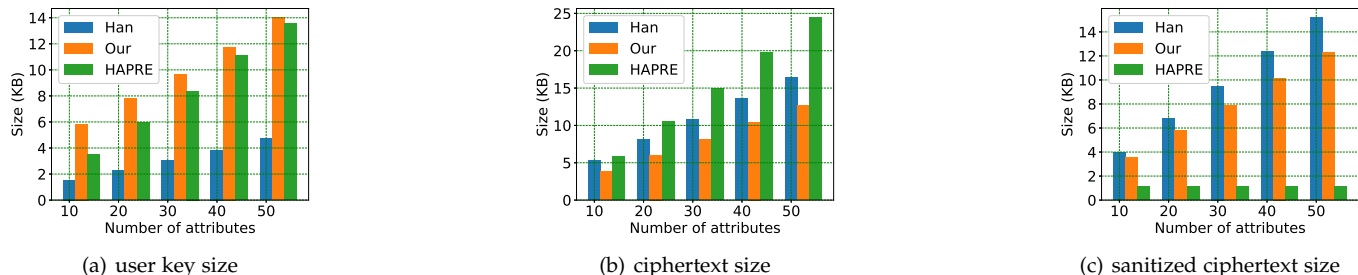 14
12
10
8
6
4
2
0
Size (KB)
Han
Our
HAPRE
10 20 30 40 50
Number of attributes
(a) user key size
25
20
15
10
5
0
Size (KB)
Han
Our
HAPRE
10 20 30 40 50
Number of attributes
(b) ciphertext size
14
12
10
8
6
4
2
0
Size (KB)
Han
Our
HAPRE
10 20 30 40 50
Number of attributes
(c) sanitized ciphertext size